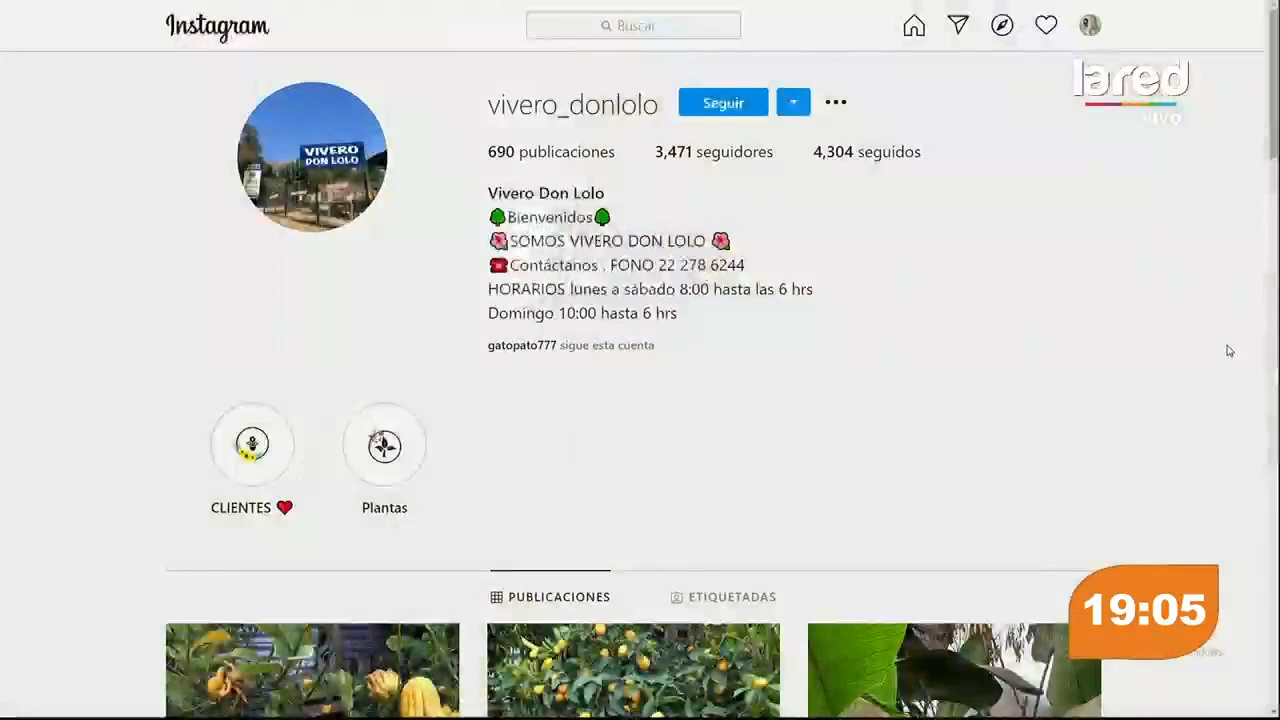 Instagram
Buscar
lared
vivo
VIVERO
DON LOLO
vivero_donlolo
Seguir
690 publicaciones
3,471 seguidores
4,304 seguidos
Vivero Don Lolo
Bienvenidos
SOMOS VIVERO DON LOLO
Contáctanos . FONO 22 278 6244
HORARIOS lunes a sábado 8:00 hasta las 6 hrs
Domingo 10:00 hasta 6 hrs
gatopato777 sigue esta cuenta
CLIENTES
Plantas
PUBLICACIONES
ETIQUETADAS
19:05